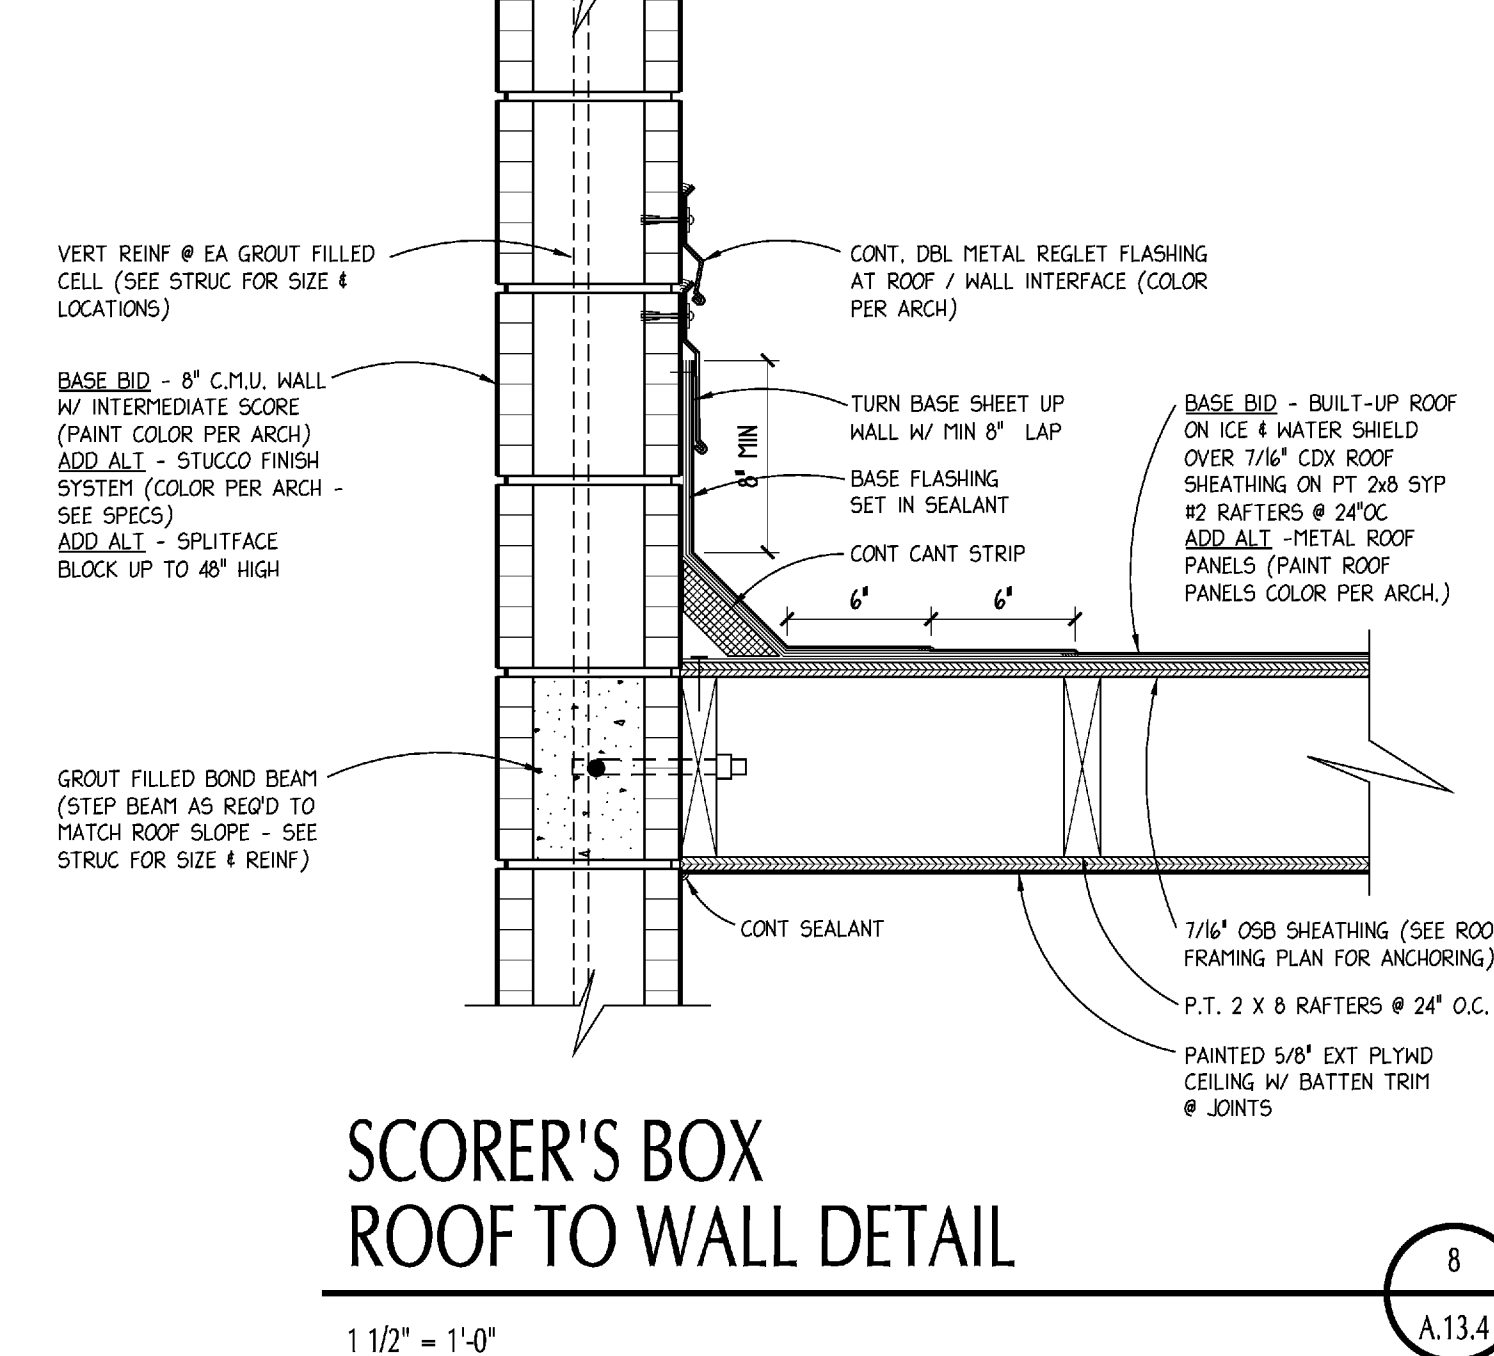 VERT REINF @ EA GROUT FILLED
CELL (SEE STRUC FOR SIZE &
LOCATIONS)
BASE BID - 8" C.M.U. WALL
W/ INTERMEDIATE SCORE
(PAINT COLOR PER ARCH)
ADD ALT - STUCCO FINISH
SYSTEM (COLOR PER ARCH -
SEE SPECS)
ADD ALT - SPLITFACE
BLOCK UP TO 48" HIGH
GROUT FILLED BOND BEAM
(STEP BEAM AS REQ'D TO
MATCH ROOF SLOPE - SEE
STRUC FOR SIZE & REINF)
CONT. DBL METAL REGLET FLASHING
AT ROOF / WALL INTERFACE (COLOR
PER ARCH)
TURN BASE SHEET UP
WALL W/ MIN 8" LAP
8" MIN
BASE FLASHING
SET IN SEALANT
CONT CANT STRIP
6"
6"
BASE BID - BUILT-UP ROOF
ON ICE & WATER SHIELD
OVER 7/16" CDX ROOF
SHEATHING ON PT 2x8 SYP
#2 RAFTERS @ 24"OC
ADD ALT -METAL ROOF
PANELS (PAINT ROOF
PANELS COLOR PER ARCH.)
CONT SEALANT
7/16" OSB SHEATHING (SEE ROO
FRAMING PLAN FOR ANCHORING)
P.T. 2 X 8 RAFTERS @ 24" O.C.
PAINTED 5/8" EXT PLYWD
CEILING W/ BATTEN TRIM
@ JOINTS
SCORER'S BOX
ROOF TO WALL DETAIL
1 1/2" = 1'-0"
8
A.13.4